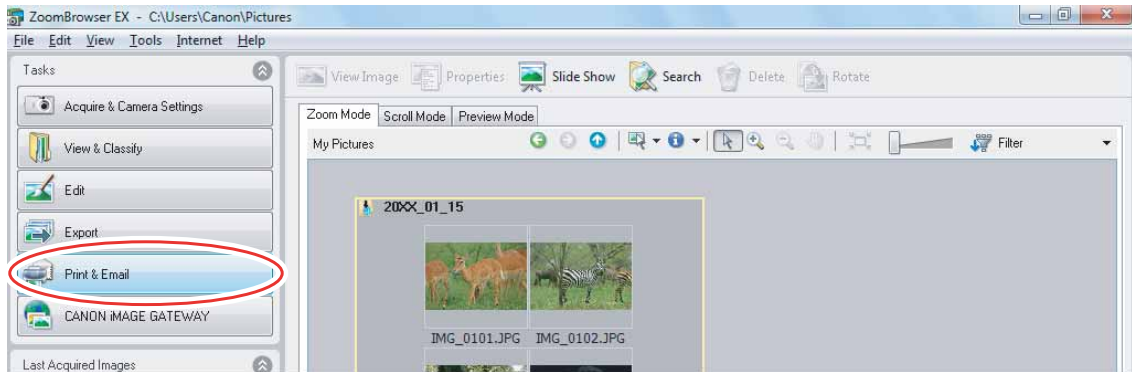 ZoomBrowser EX - C:\Users\Canon\Pictures
File Edit View Tools Internet Help
Tasks
Acquire & Camera Settings
View & Classify
Edit
Export
Print & Email
CANON iMAGE GATEWAY
Last Acquired Images
View Image Properties Slide Show Search Delete Rotate
Zoom Mode Scroll Mode Preview Mode
My Pictures Filter
20XX_01_15
IMG_0101.JPG IMG_0102.JPG